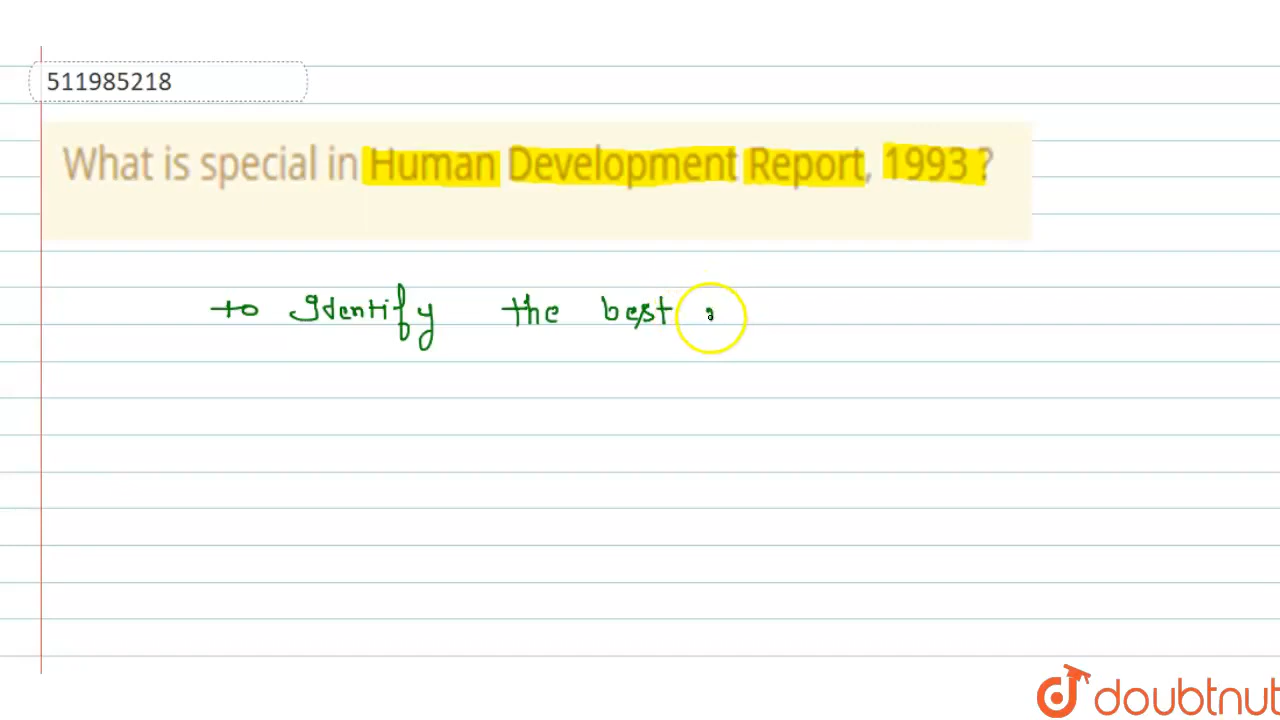 511985218
What is special in Human Development Report, 1993 ?
to Identify the best
doubtnut